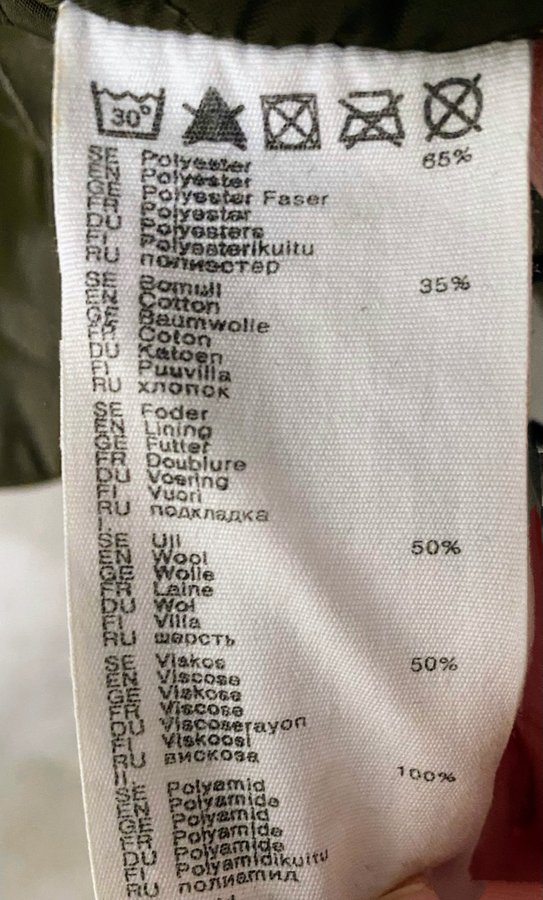 30°
SE Polyester 65%
EN Polyester
GE Polyester Faser
FR Polyester
DU Polyesters
FI Polyesterikuitu
RU полиэстер
SE Bomull 35%
EN Cotton
GE Baumwolle
FR Coton
DU Katoen
FI Puuvilla
RU хлопок
SE Foder
EN Lining
GE Futter
FR Doublure
DU Voering
FI Vuori
RU подкладка
I.
SE Ull 50%
EN Wool
GE Wolle
FR Laine
DU Wol
FI Villa
RU шерсть
SE Viskos 50%
EN Viscose
GE Viskose
FR Viscose
DU Viscoserayon
FI Viskoosi
RU вискоза
II.
SE Polyamid 100%
EN Polyamide
GE Polyamid
FR Polyamide
DU Polyamide
FI Polyamidikuitu
RU полиамид